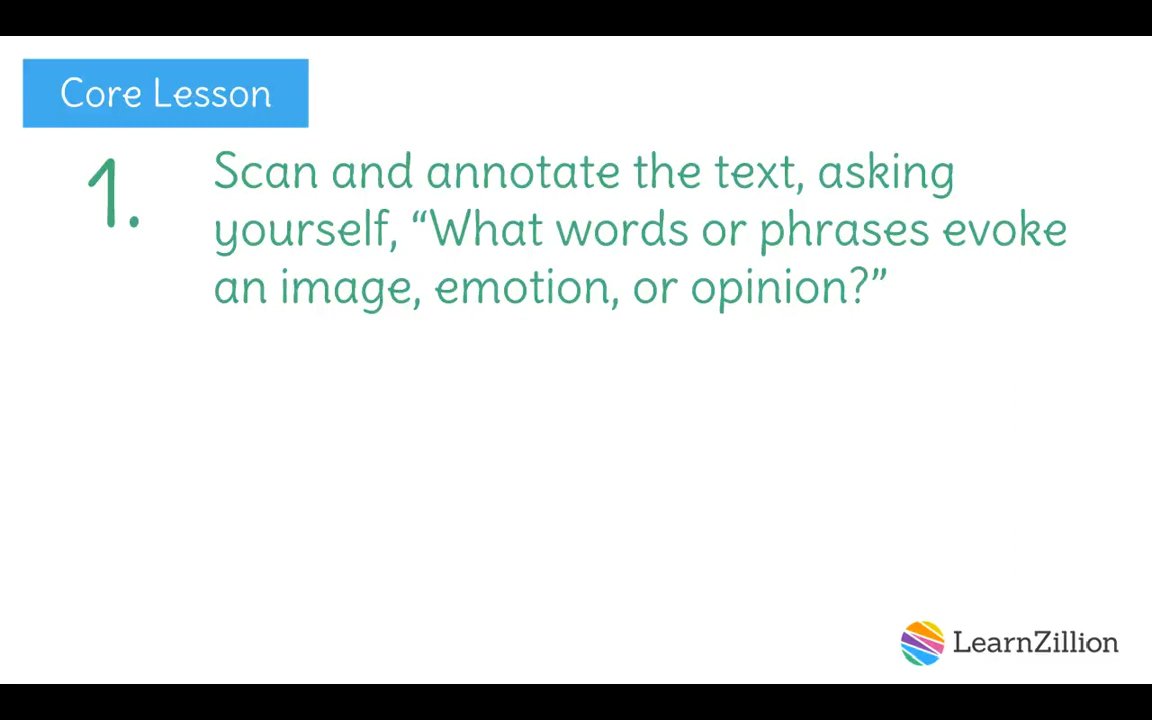 Core Lesson
1.
Scan and annotate the text, asking
yourself, “What words or phrases evoke
an image, emotion, or opinion?”
LearnZillion